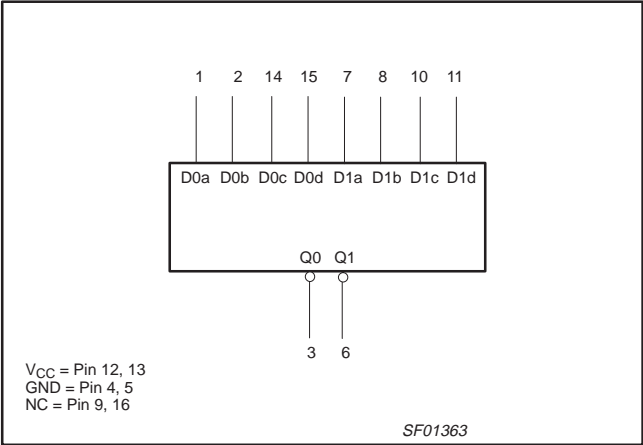 1 2 14 15 7 8 10 11
D0a D0b D0c D0d D1a D1b D1c D1d
Q0 Q1
3 6
VCC = Pin 12, 13
GND = Pin 4, 5
NC = Pin 9, 16
SF01363